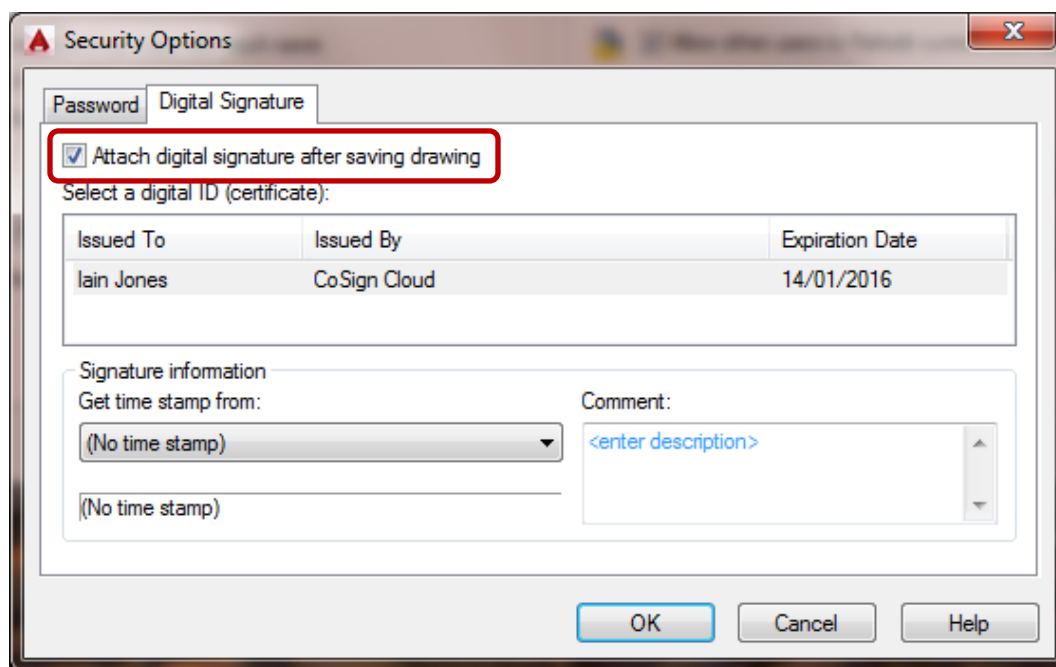 Security Options
Password Digital Signature
Attach digital signature after saving drawing
Select a digital ID (certificate):
Issued To Issued By Expiration Date
Iain Jones CoSign Cloud 14/01/2016
Signature information
Get time stamp from: Comment:
(No time stamp) <enter description>
(No time stamp)
OK Cancel Help